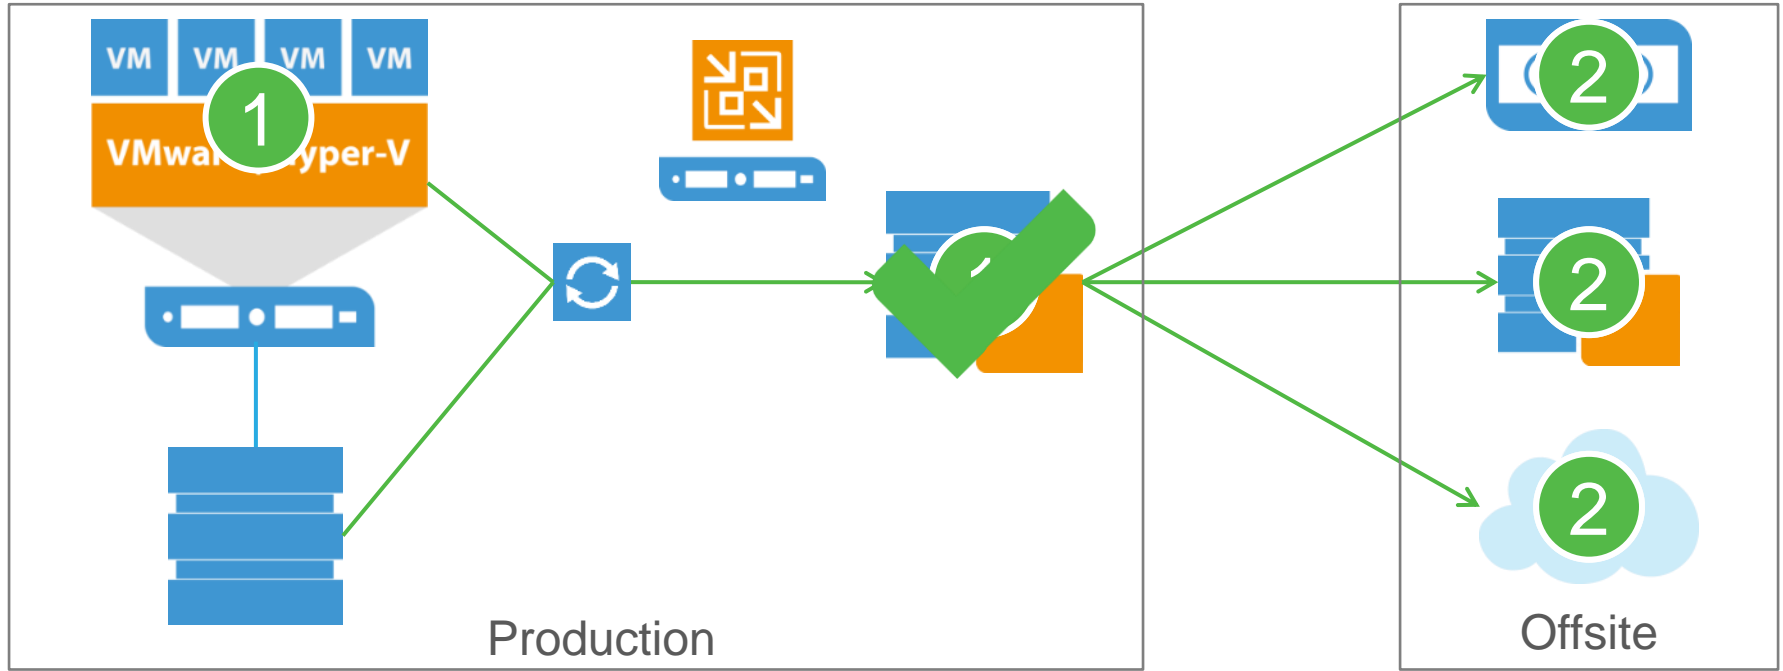 VM VM VM VM
1
VMwa yper-V
2
2
2
Production
Offsite